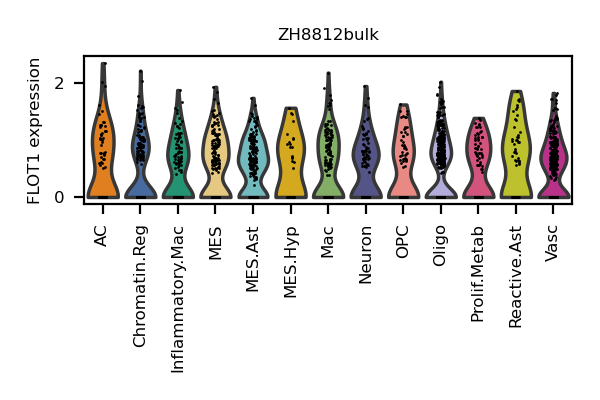 ZH8812bulk
FLOT1 expression
2
0
AC
Chromatin.Reg
Inflammatory.Mac
MES
MES.Ast
MES.Hyp
Mac
Neuron
OPC
Oligo
Prolif.Metab
Reactive.Ast
Vasc